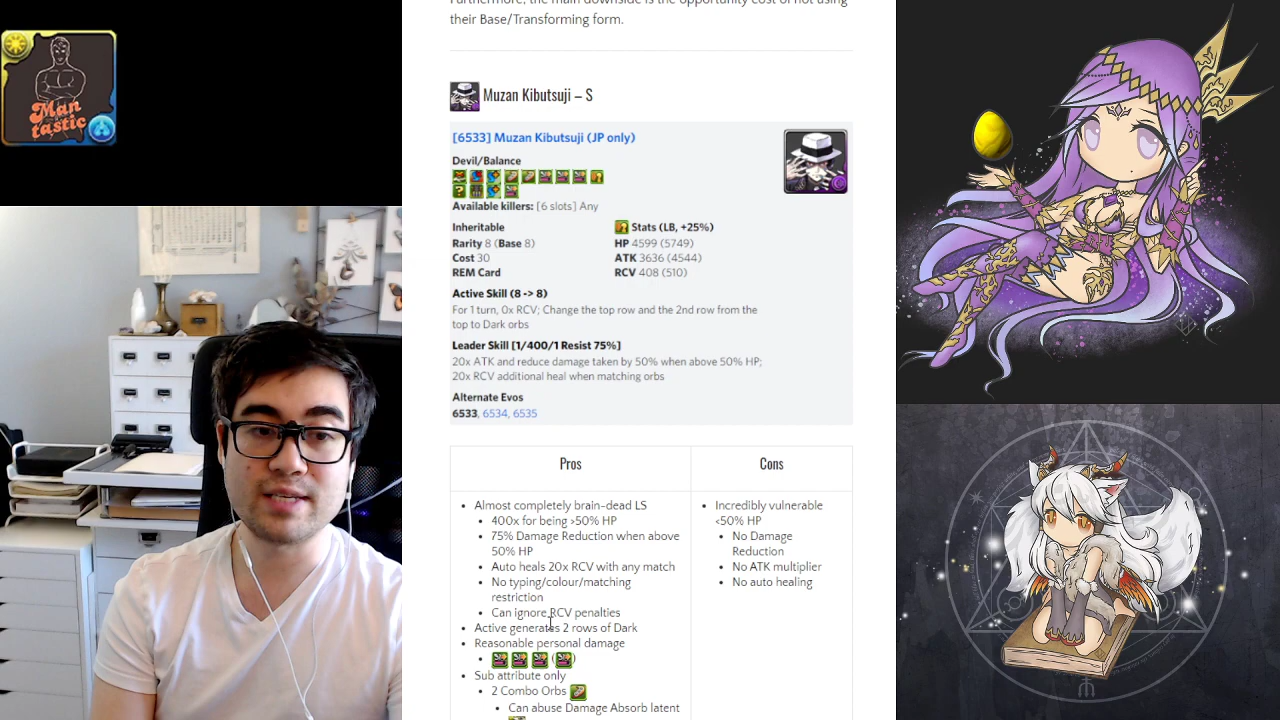 Man
tastic
Furthermore, the main downside is the opportunity cost of not using
their Base/Transforming form.
Muzan Kibutsuji – S
[6533] Muzan Kibutsuji (JP only)
Devil/Balance
Available killers: [6 slots] Any
Inheritable
Rarity 8 (Base 8)
Cost 30
REM Card
Stats (LB, +25%)
HP 4599 (5749)
ATK 3636 (4544)
RCV 408 (510)
Active Skill (8 -> 8)
For 1 turn, 0x RCV; Change the top row and the 2nd row from the
top to Dark orbs
Leader Skill [1/400/1 Resist 75%]
20x ATK and reduce damage taken by 50% when above 50% HP;
20x RCV additional heal when matching orbs
Alternate Evos
6533, 6534, 6535
Pros
Almost completely brain-dead LS
400x for being >50% HP
75% Damage Reduction when above
50% HP
Auto heals 20x RCV with any match
No typing/colour/matching
restriction
Can ignore RCV penalties
Active generates 2 rows of Dark
Reasonable personal damage
( )
Sub attribute only
2 Combo Orbs
Can abuse Damage Absorb latent
Cons
Incredibly vulnerable
<50% HP
No Damage
Reduction
No ATK multiplier
No auto healing